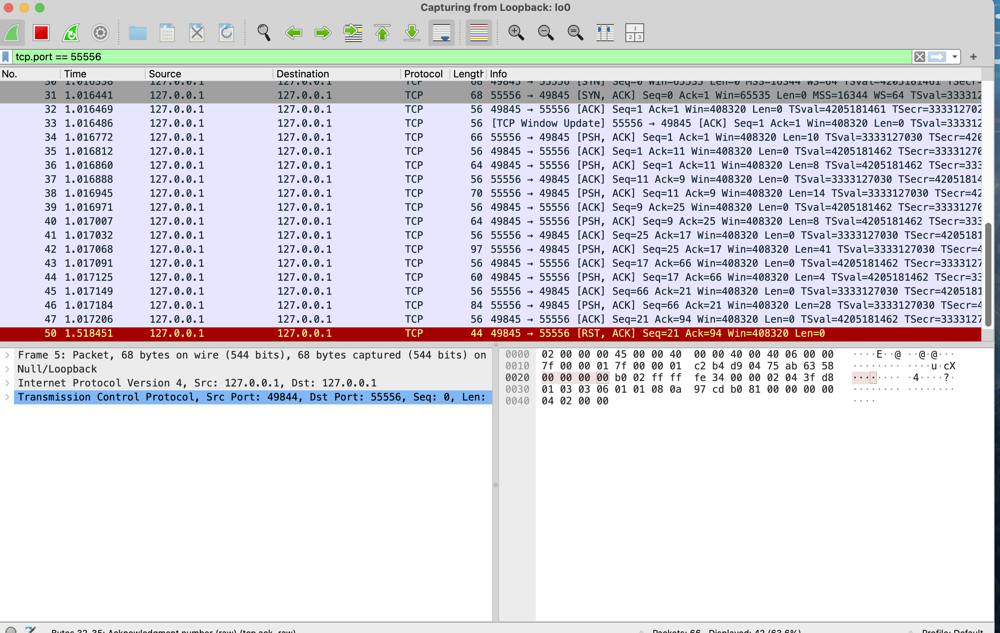 Capturing from Loopback: lo0
1
2 3
tcp.port == 55556
No. Time Source Destination Protocol Length Info
30 1.016338 127.0.0.1 127.0.0.1 TCP 68 49845 → 55556 [SYN] Seq=0 Win=65535 Len=0 MSS=16344 WS=64 TSval=4205181461 TSecr=
31 1.016441 127.0.0.1 127.0.0.1 TCP 68 55556 → 49845 [SYN, ACK] Seq=0 Ack=1 Win=65535 Len=0 MSS=16344 WS=64 TSval=333312
32 1.016469 127.0.0.1 127.0.0.1 TCP 56 49845 → 55556 [ACK] Seq=1 Ack=1 Win=408320 Len=0 TSval=4205181461 TSecr=333312702
33 1.016486 127.0.0.1 127.0.0.1 TCP 56 [TCP Window Update] 55556 → 49845 [ACK] Seq=1 Ack=1 Win=408320 Len=0 TSval=333312
34 1.016772 127.0.0.1 127.0.0.1 TCP 66 55556 → 49845 [PSH, ACK] Seq=1 Ack=1 Win=408320 Len=10 TSval=3333127030 TSecr=420
35 1.016812 127.0.0.1 127.0.0.1 TCP 56 49845 → 55556 [ACK] Seq=1 Ack=11 Win=408320 Len=0 TSval=4205181462 TSecr=33331270
36 1.016860 127.0.0.1 127.0.0.1 TCP 64 49845 → 55556 [PSH, ACK] Seq=1 Ack=11 Win=408320 Len=8 TSval=4205181462 TSecr=333
37 1.016888 127.0.0.1 127.0.0.1 TCP 56 55556 → 49845 [ACK] Seq=11 Ack=9 Win=408320 Len=0 TSval=3333127030 TSecr=42051814
38 1.016945 127.0.0.1 127.0.0.1 TCP 70 55556 → 49845 [PSH, ACK] Seq=11 Ack=9 Win=408320 Len=14 TSval=3333127030 TSecr=42
39 1.016971 127.0.0.1 127.0.0.1 TCP 56 49845 → 55556 [ACK] Seq=9 Ack=25 Win=408320 Len=0 TSval=4205181462 TSecr=33331270
40 1.017007 127.0.0.1 127.0.0.1 TCP 64 49845 → 55556 [PSH, ACK] Seq=9 Ack=25 Win=408320 Len=8 TSval=4205181462 TSecr=333
41 1.017032 127.0.0.1 127.0.0.1 TCP 56 55556 → 49845 [ACK] Seq=25 Ack=17 Win=408320 Len=0 TSval=3333127030 TSecr=4205181
42 1.017068 127.0.0.1 127.0.0.1 TCP 97 55556 → 49845 [PSH, ACK] Seq=25 Ack=17 Win=408320 Len=41 TSval=3333127030 TSecr=4
43 1.017091 127.0.0.1 127.0.0.1 TCP 56 49845 → 55556 [ACK] Seq=17 Ack=66 Win=408320 Len=0 TSval=4205181462 TSecr=3333127
44 1.017125 127.0.0.1 127.0.0.1 TCP 60 49845 → 55556 [PSH, ACK] Seq=17 Ack=66 Win=408320 Len=4 TSval=4205181462 TSecr=33
45 1.017149 127.0.0.1 127.0.0.1 TCP 56 55556 → 49845 [ACK] Seq=66 Ack=21 Win=408320 Len=0 TSval=3333127030 TSecr=4205181
46 1.017184 127.0.0.1 127.0.0.1 TCP 84 55556 → 49845 [PSH, ACK] Seq=66 Ack=21 Win=408320 Len=28 TSval=3333127030 TSecr=4
47 1.017206 127.0.0.1 127.0.0.1 TCP 56 49845 → 55556 [ACK] Seq=21 Ack=94 Win=408320 Len=0 TSval=4205181462 TSecr=3333127
50 1.518451 127.0.0.1 127.0.0.1 TCP 44 49845 → 55556 [RST, ACK] Seq=21 Ack=94 Win=408320 Len=0
Frame 5: Packet, 68 bytes on wire (544 bits), 68 bytes captured (544 bits) on
Null/Loopback
Internet Protocol Version 4, Src: 127.0.0.1, Dst: 127.0.0.1
Transmission Control Protocol, Src Port: 49844, Dst Port: 55556, Seq: 0, Len:
0000 02 00 00 00 45 00 00 40 00 00 40 00 40 06 00 00 ····E··@ ··@·@···
0010 7f 00 00 01 7f 00 00 01 c2 b4 d9 04 75 ab 63 58 ········ ····u·cX
0020 00 00 00 00 b0 02 ff ff fe 34 00 00 02 04 3f d8 ········ ·4····?·
0030 01 03 03 06 01 01 08 0a 97 cd b0 81 00 00 00 00 ········ ········
0040 04 02 00 00 ····
Bytes 32-35: Acknowledgment number (raw) (tcp.ack_raw)
Packets: 66 · Displayed: 42 (63.6%)
Profile: Default